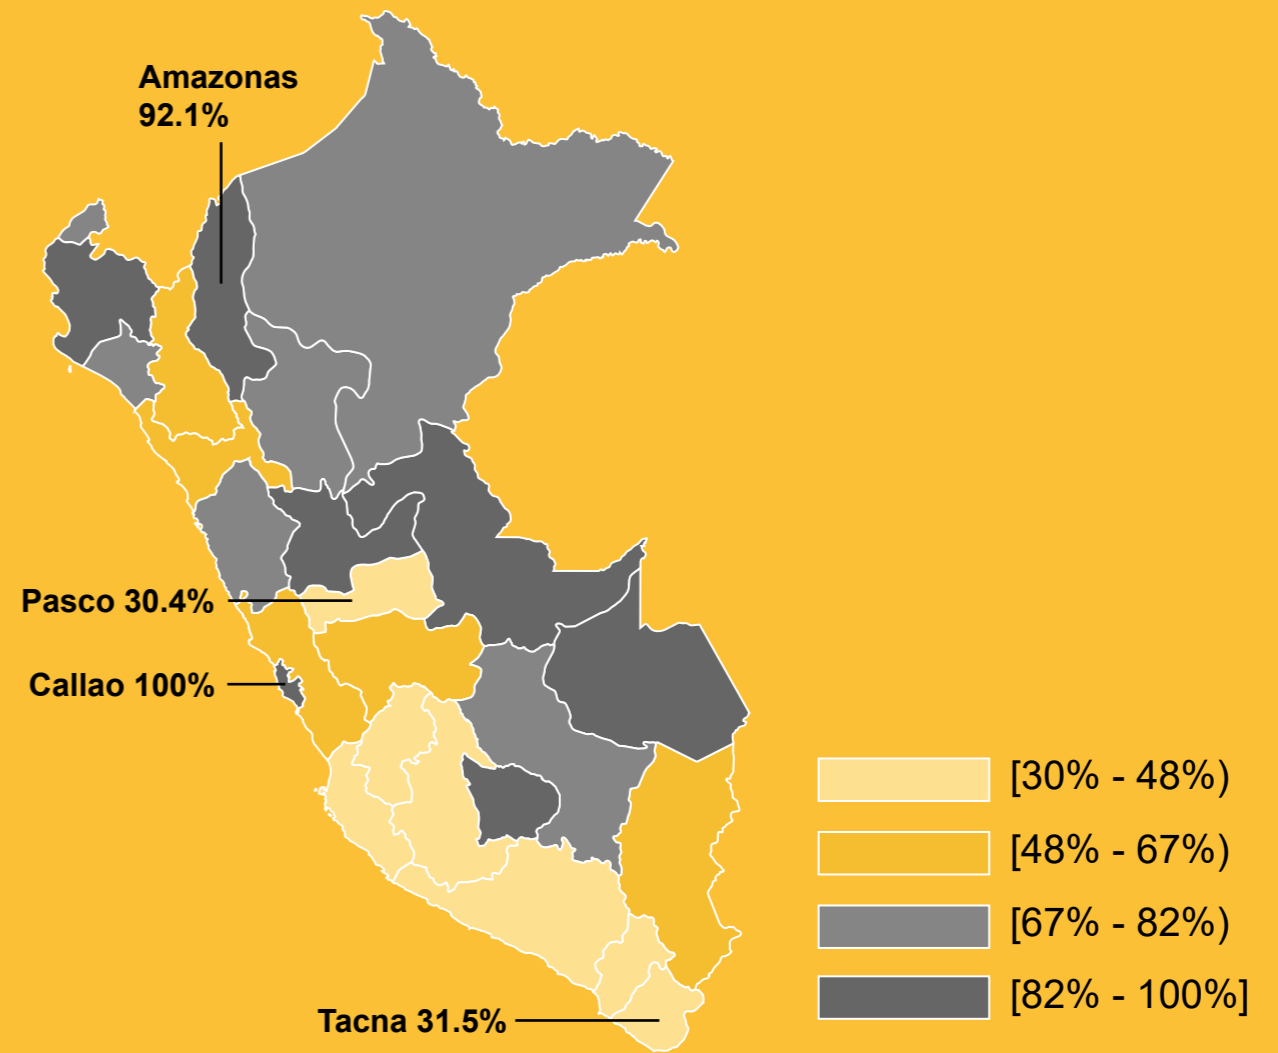 Amazonas
92.1%
Pasco 30.4%
Callao 100%
Tacna 31.5%
[30% - 48%)
[48% - 67%)
[67% - 82%)
[82% - 100%]